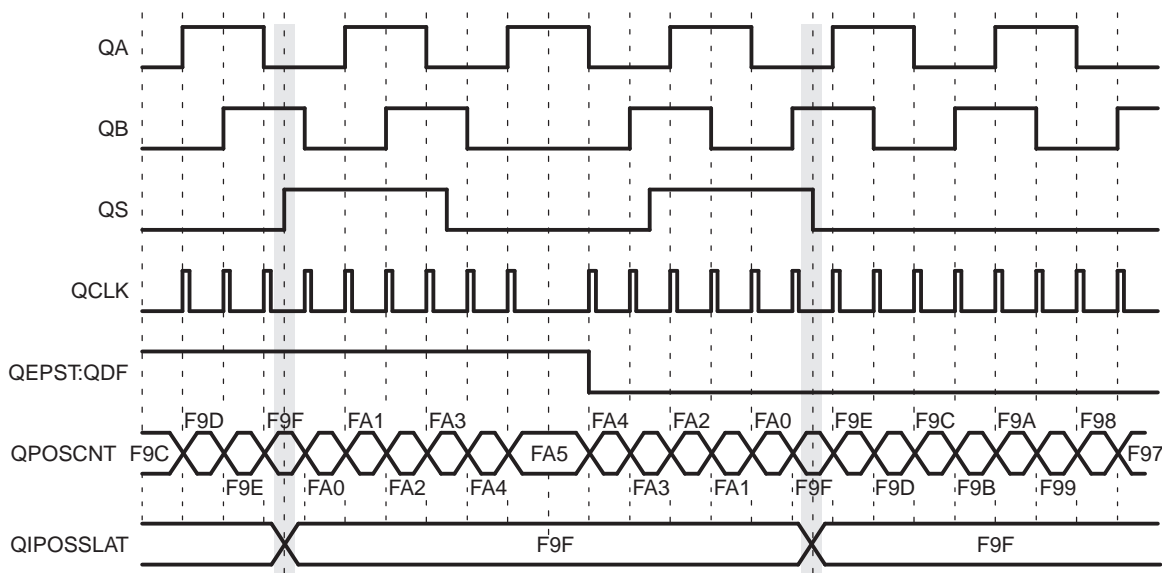 QA
QB
QS
QCLK
QEPST:QDF
F9D F9F FA1 FA3 FA4 FA2 FA0 F9E F9C F9A F98
QPOSCNT F9C FA5 F97
F9E FA0 FA2 FA4 FA3 FA1 F9F F9D F9B F99
QIPOSSLAT F9F F9F